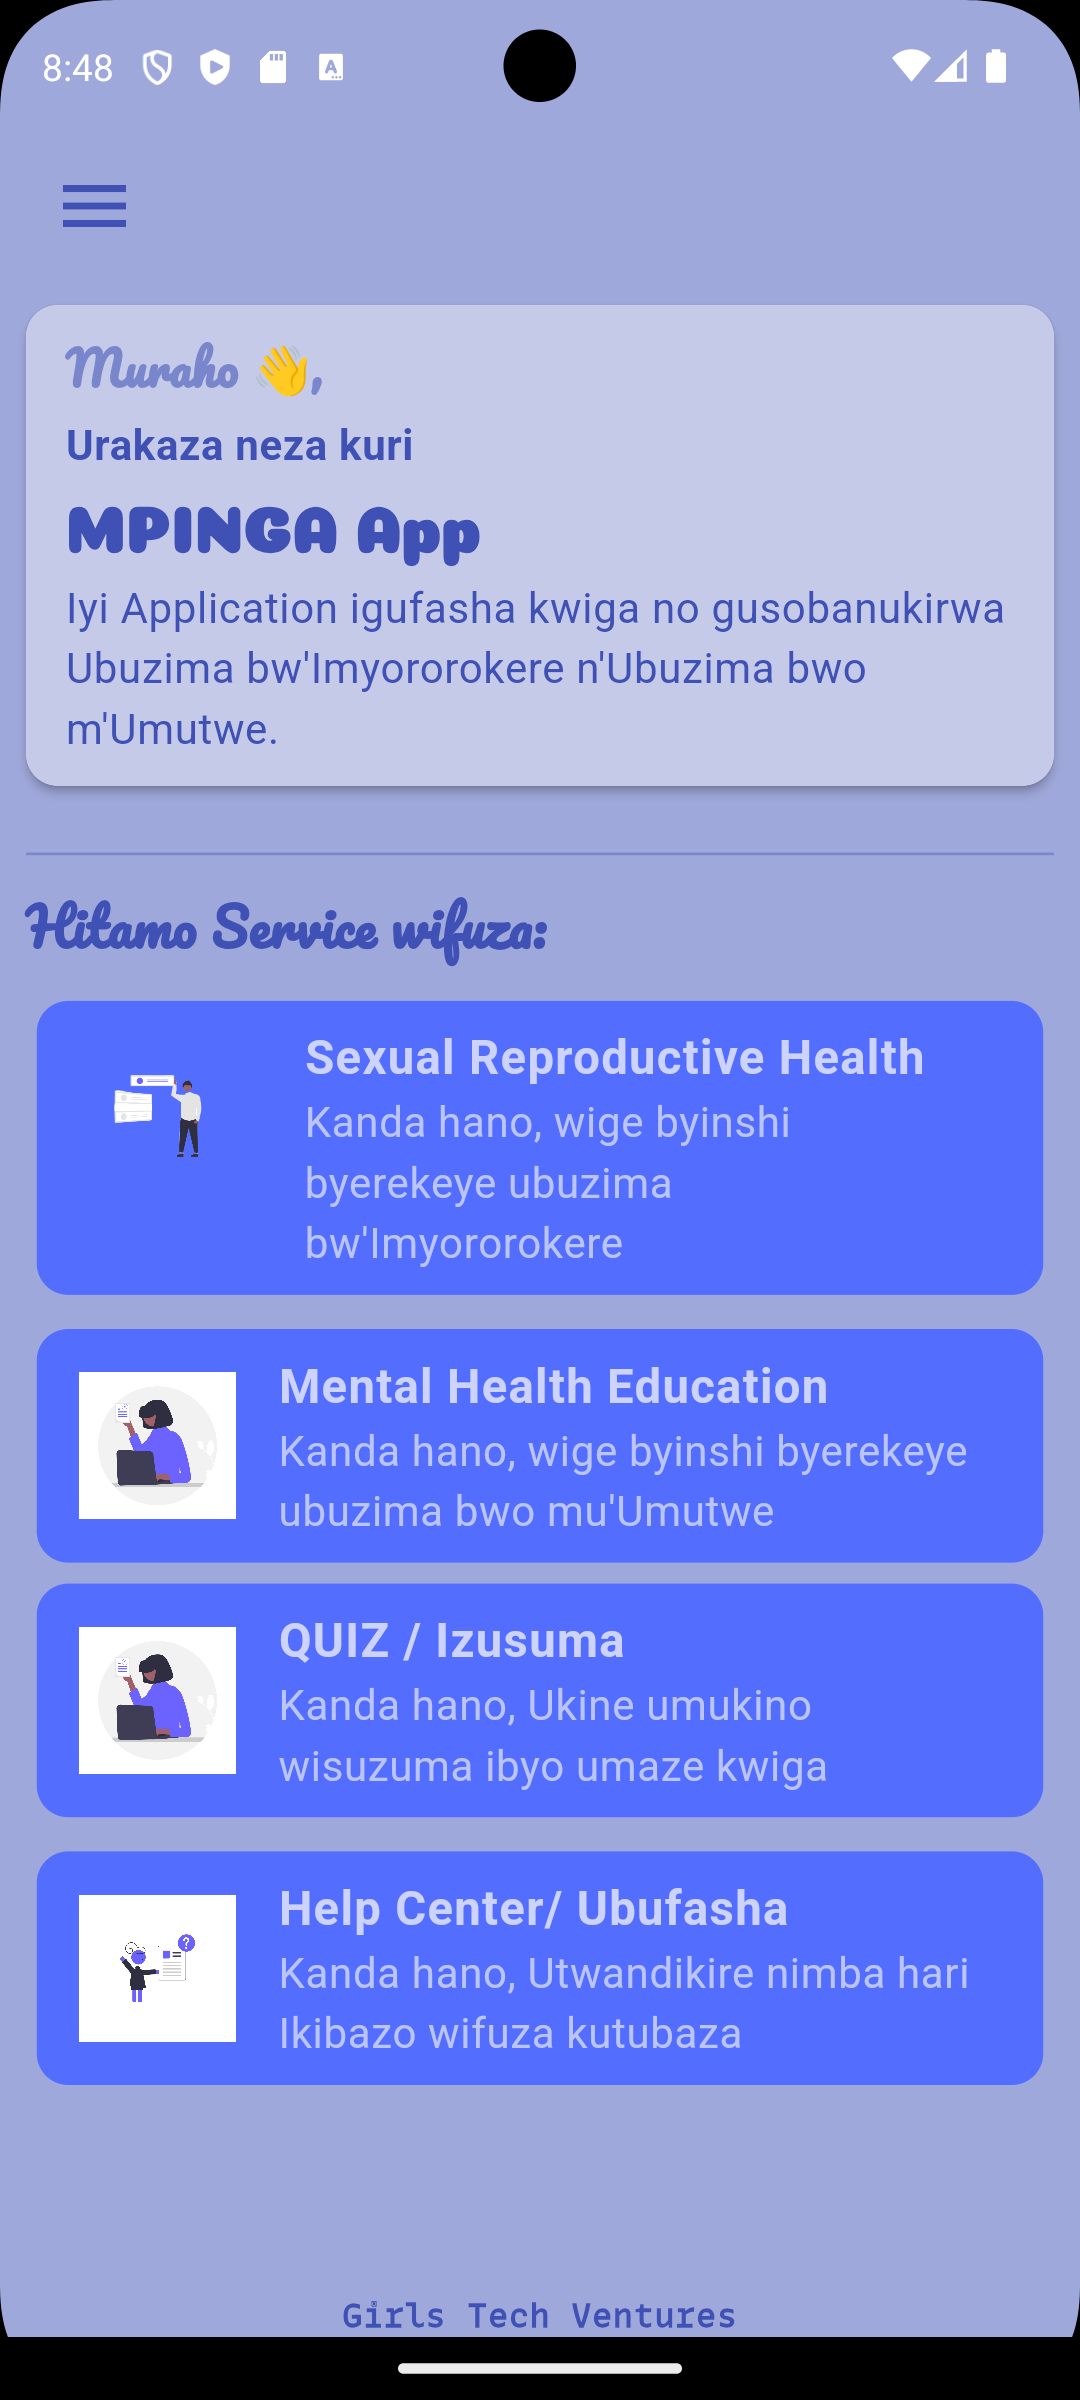 8:48
Muraho 👋,
Urakaza neza kuri
MPINGA App
Iyi Application igufasha kwiga no gusobanukirwa
Ubuzima bw'Imyororokere n'Ubuzima bwo
m'Umutwe.
Hitamo Service wifuza:
Sexual Reproductive Health
Kanda hano, wige byinshi
byerekeye ubuzima
bw'Imyororokere
Mental Health Education
Kanda hano, wige byinshi byerekeye
ubuzima bwo mu'Umutwe
QUIZ / Izusuma
Kanda hano, Ukine umukino
wisuzuma ibyo umaze kwiga
Help Center/ Ubufasha
Kanda hano, Utwandikire nimba hari
Ikibazo wifuza kutubaza
Girls Tech Ventures